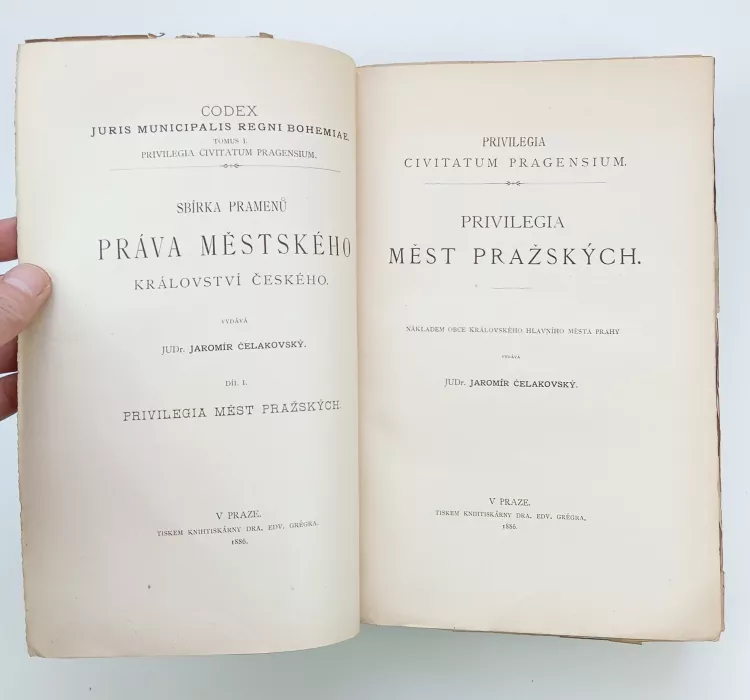 CODEX
JURIS MUNICIPALIS REGNI BOHEMIAE.
TOMUS I.
PRIVILEGIA CIVITATUM PRAGENSIUM.
SBÍRKA PRAMENŮ
PRÁVA MĚSTSKÉHO
KRÁLOVSTVÍ ČESKÉHO.
VYDÁVÁ
JUDr. JAROMÍR ČELAKOVSKÝ.
DÍL I.
PRIVILEGIA MĚST PRAŽSKÝCH.
V PRAZE.
TISKEM KNIHTISKÁRNY DRA. EDV. GRÉGRA.
1886.
PRIVILEGIA
CIVITATUM PRAGENSIUM.
PRIVILEGIA
MĚST PRAŽSKÝCH.
NÁKLADEM OBCE KRÁLOVSKÉHO HLAVNÍHO MĚSTA PRAHY
VYDÁVÁ
JUDr. JAROMÍR ČELAKOVSKÝ.
V PRAZE.
TISKEM KNIHTISKÁRNY DRA. EDV. GRÉGRA.
1886.